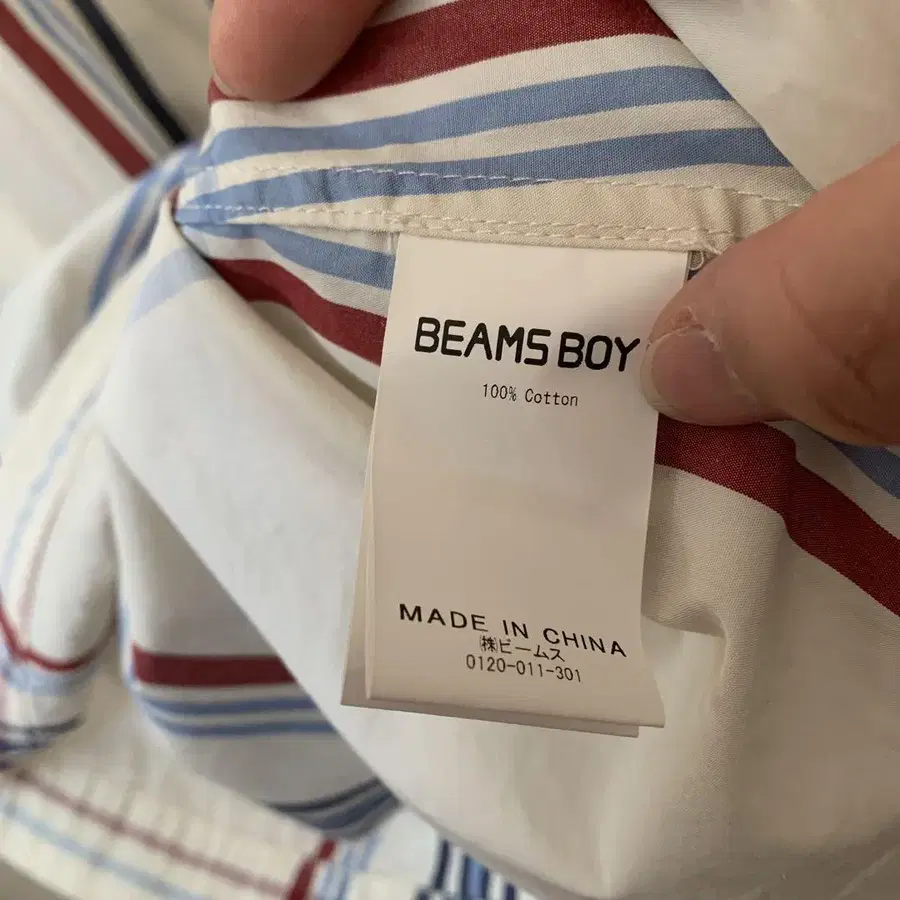 BEAMS BOY
100% Cotton
MADE IN CHINA
㈱ビームス
0120-011-301